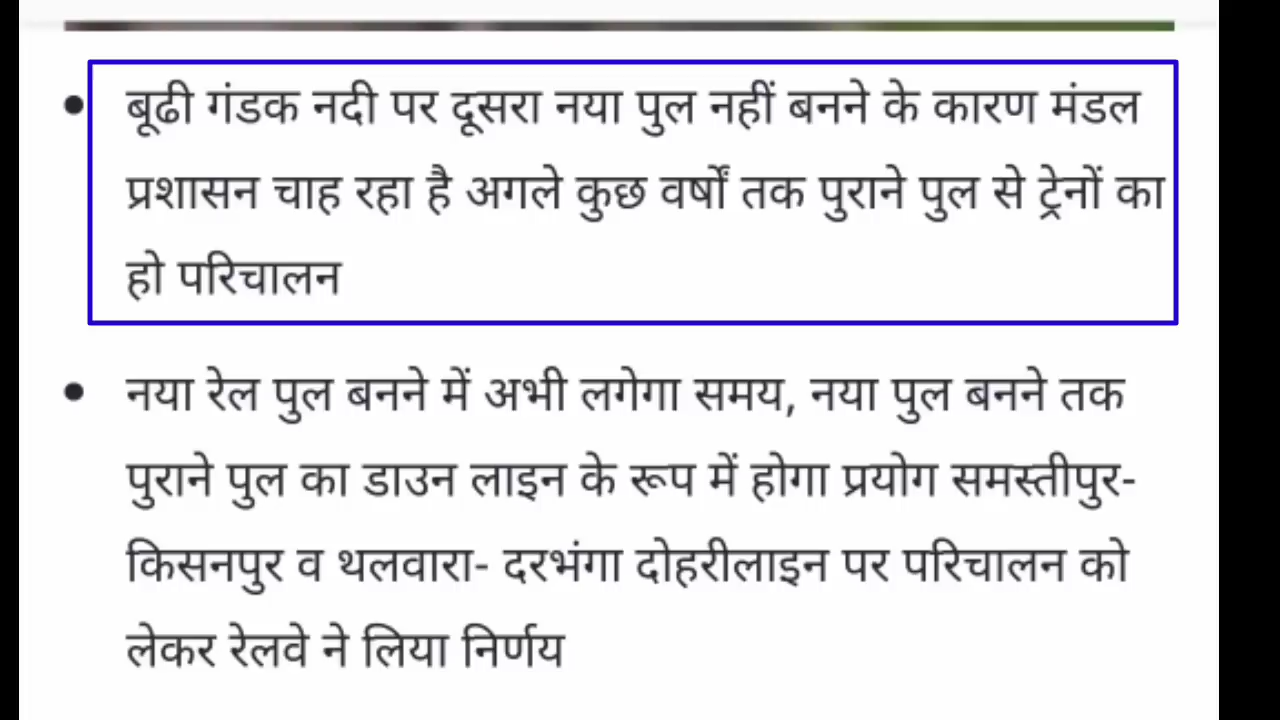 • बूढी गंडक नदी पर दूसरा नया पुल नहीं बनने के कारण मंडल
प्रशासन चाह रहा है अगले कुछ वर्षों तक पुराने पुल से ट्रेनों का
हो परिचालन
• नया रेल पुल बनने में अभी लगेगा समय, नया पुल बनने तक
पुराने पुल का डाउन लाइन के रूप में होगा प्रयोग समस्तीपुर-
किसनपुर व थलवारा- दरभंगा दोहरीलाइन पर परिचालन को
लेकर रेलवे ने लिया निर्णय